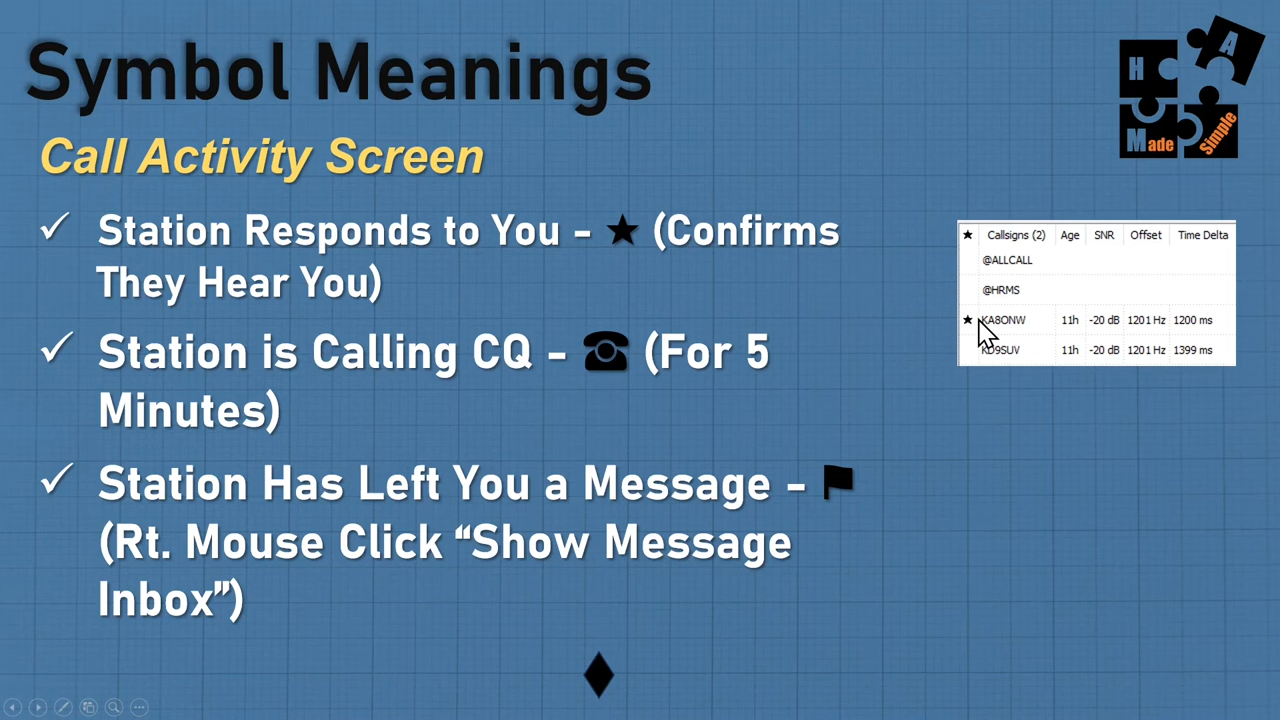 Symbol Meanings
H A
Made Simple
Call Activity Screen
✓ Station Responds to You - ★ (Confirms
They Hear You)
✓ Station is Calling CQ - ☎ (For 5
Minutes)
✓ Station Has Left You a Message - ⚑
(Rt. Mouse Click “Show Message
Inbox”)
★ Callsigns (2) Age SNR Offset Time Delta
@ALLCALL
@HRMS
★ KA8ONW 11h -20 dB 1201 Hz 1200 ms
KD9SUV 11h -20 dB 1201 Hz 1399 ms